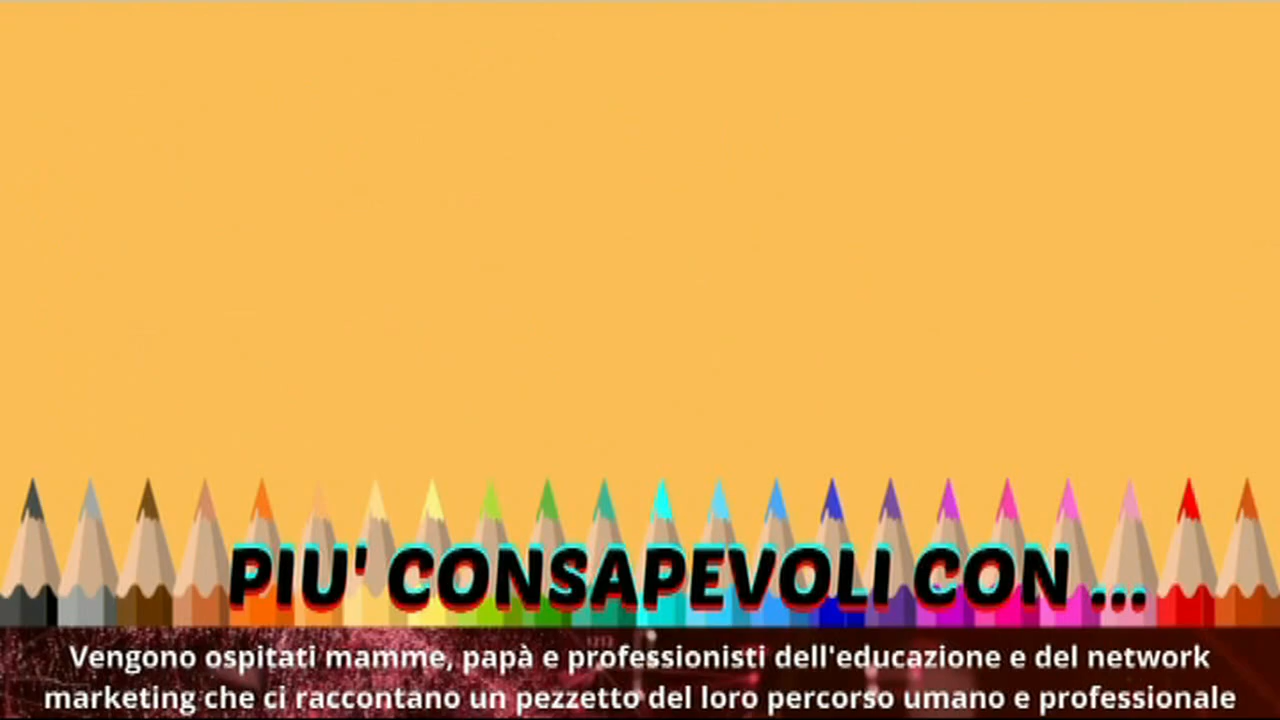 PIU' CONSAPEVOLI CON ...
Vengono ospitati mamme, papà e professionisti dell'educazione e del network
marketing che ci raccontano un pezzetto del loro percorso umano e professionale